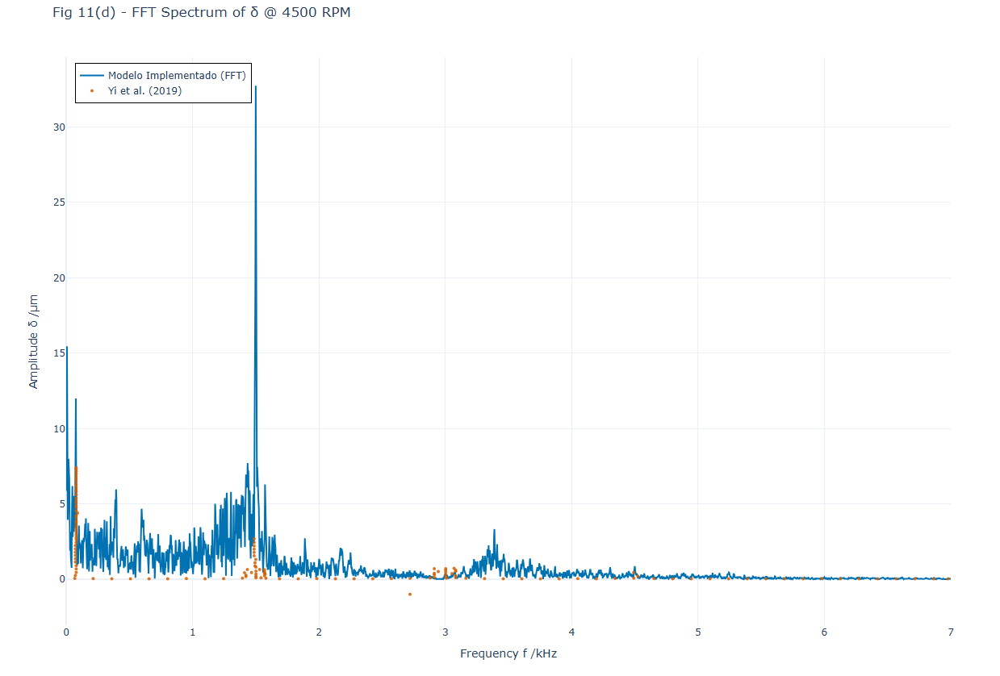 Fig 11(d) - FFT Spectrum of δ @ 4500 RPM
Modelo Implementado (FFT)
Yi et al. (2019)
30
25
20
15
10
5
0
Amplitude δ /μm
0 1 2 3 4 5 6 7
Frequency f /kHz